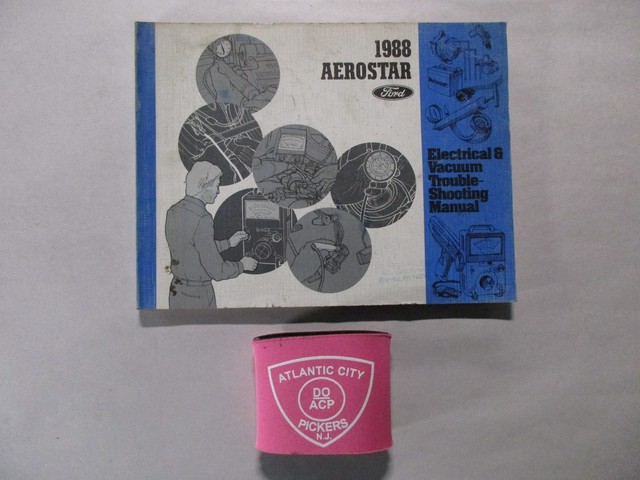 1988
AEROSTAR
Ford
Electrical &
Vacuum
Trouble-
Shooting
Manual
ATLANTIC CITY
DO
ACP
PICKERS
N.J.